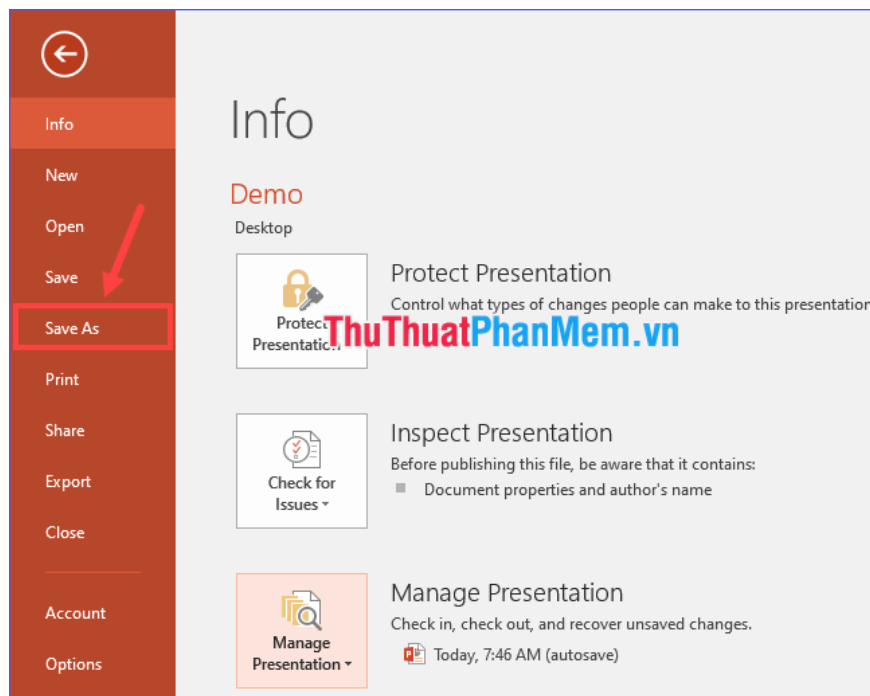 Info
New
Open
Save
Save As
Print
Share
Export
Close
Account
Options
Info
Demo
Desktop
Protect
Presentation
Protect Presentation
Control what types of changes people can make to this presentation
ThuThuatPhanMem.vn
Check for
Issues
Inspect Presentation
Before publishing this file, be aware that it contains:
Document properties and author's name
Manage
Presentation
Manage Presentation
Check in, check out, and recover unsaved changes.
Today, 7:46 AM (autosave)